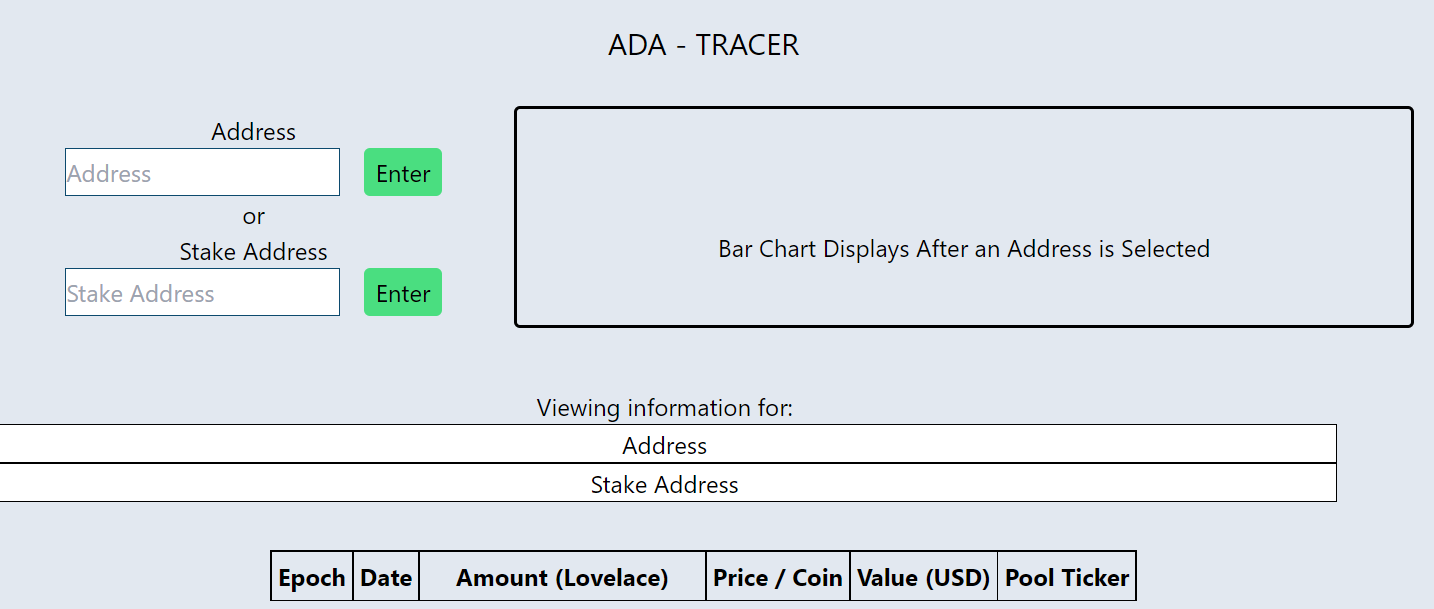 ADA - TRACER
Address
Address
Enter
or
Stake Address
Stake Address
Enter
Bar Chart Displays After an Address is Selected
Viewing information for:
Address
Stake Address
Epoch Date Amount (Lovelace) Price / Coin Value (USD) Pool Ticker